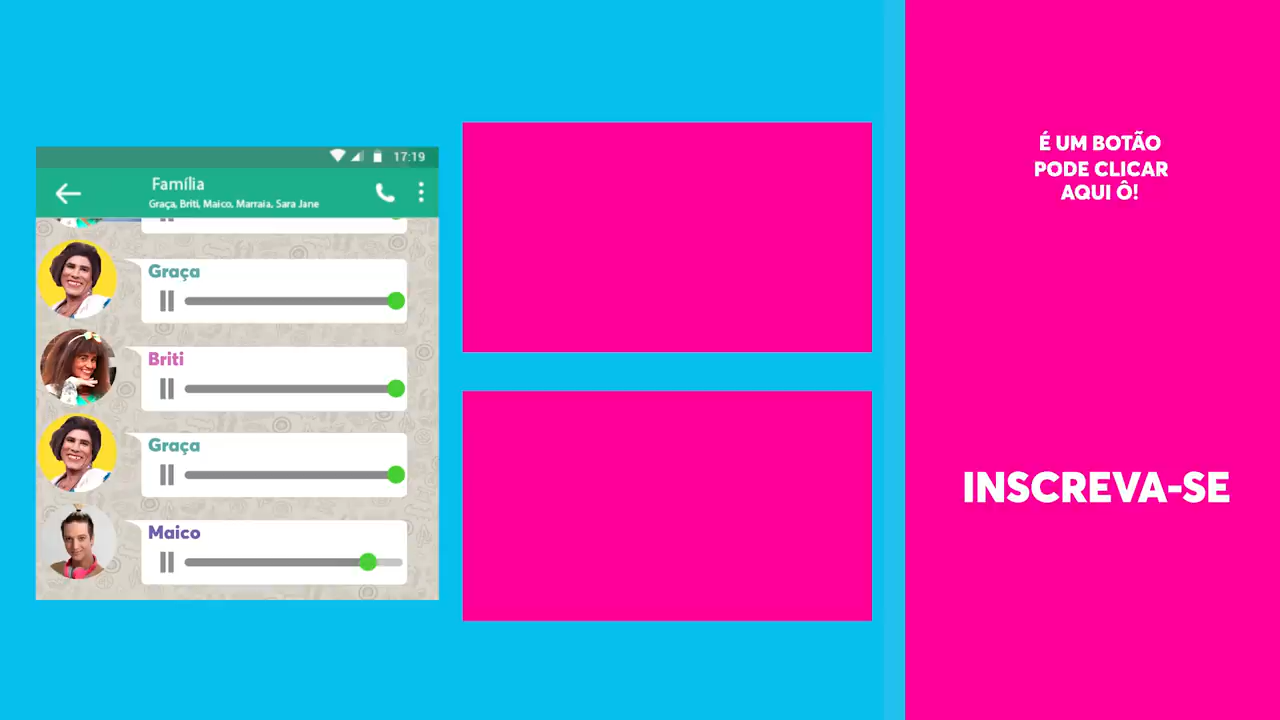 17:19
Família
Graça, Briti, Maico, Marraia, Sara Jane
Graça
Briti
Graça
Maico
É UM BOTÃO
PODE CLICAR
AQUI Ô!
INSCREVA-SE